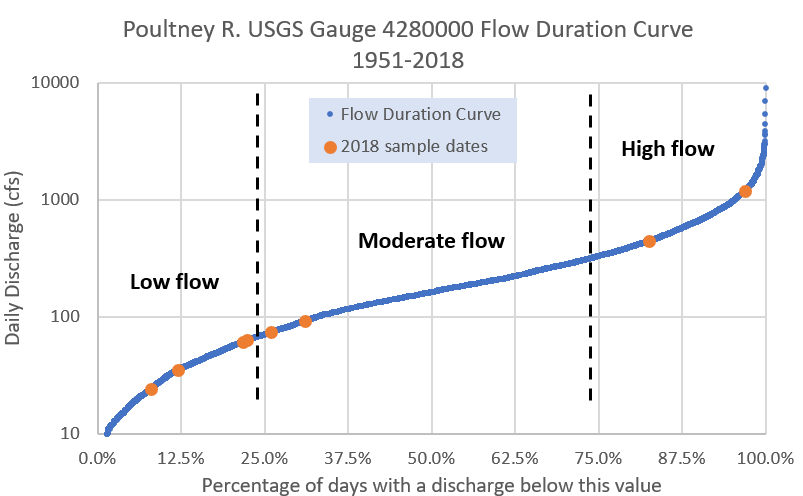 Poultney R. USGS Gauge 4280000 Flow Duration Curve
1951-2018
10000
1000
100
10
Daily Discharge (cfs)
Flow Duration Curve
2018 sample dates
Low flow
Moderate flow
High flow
0.0%
12.5%
25.0%
37.5%
50.0%
62.5%
75.0%
87.5%
100.0%
Percentage of days with a discharge below this value